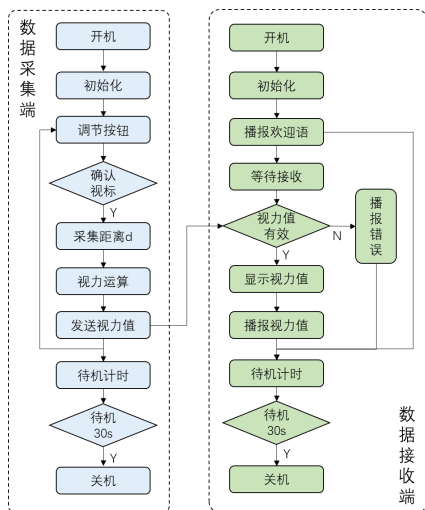 数据采集端
开机
初始化
调节按钮
确认
视标
Y
采集距离d
视力运算
发送视力值
待机计时
待机
30s
Y
关机
开机
初始化
播报欢迎语
等待接收
视力值
有效
N
播报错误
Y
显示视力值
播报视力值
待机计时
待机
30s
Y
关机
数据接收端